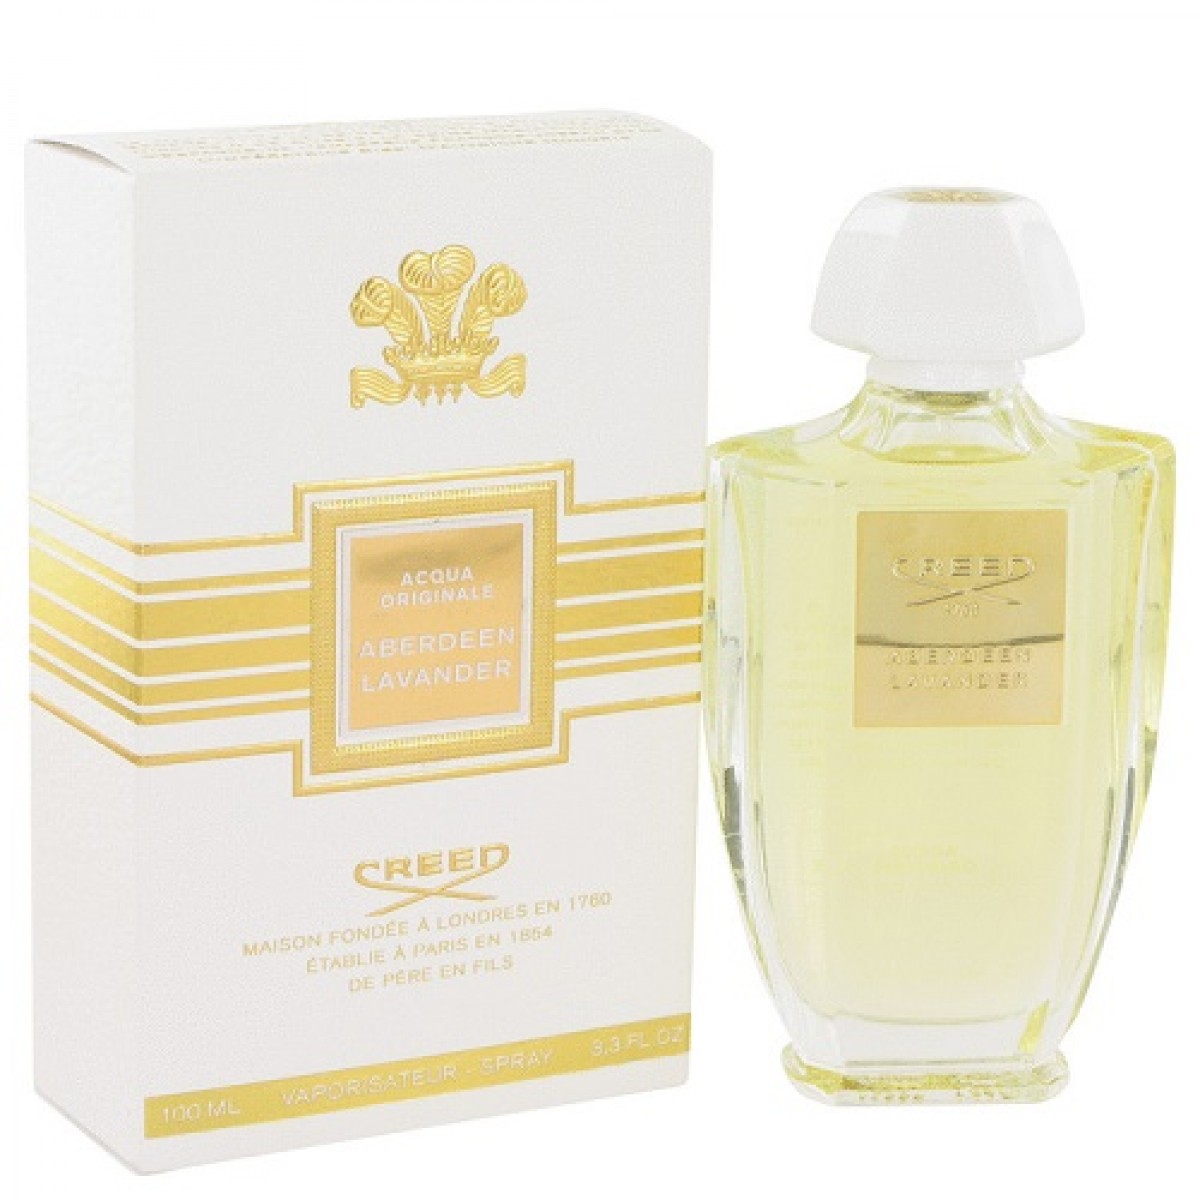 ACQUA
ORIGINALE
ABERDEEN
LAVANDER
CREED
MAISON FONDÉE À LONDRES EN 1760
ÉTABLIE À PARIS EN 1854
DE PÈRE EN FILS
100 ML VAPORISATEUR - SPRAY 3,3 FL OZ
CREED
1760
ABERDEEN
LAVANDER